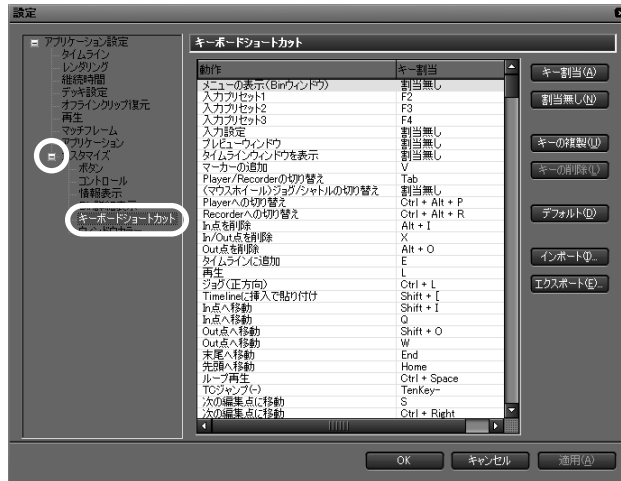 設定
アプリケーション設定
タイムライン
レンダリング
継続時間
デッキ設定
オフラインクリップ復元
再生
マッチフレーム
アプリケーション
スタマイズ
ボタン
コントロール
情報表示
キーボードショートカット
ウィンドウカラー
キーボードショートカット
動作 キー割当
メニューの表示(Binウィンドウ) 割当無し
入力プリセット1 F2
入力プリセット2 F3
入力プリセット3 F4
入力設定 割当無し
プレビューウィンドウ 割当無し
タイムラインウィンドウを表示 割当無し
マーカーの追加 V
Player/Recorderの切り替え Tab
(マウスホイール)ジョグ/シャトルの切り替え 割当無し
Playerへの切り替え Ctrl + Alt + P
Recorderへの切り替え Ctrl + Alt + R
In点を削除 Alt + I
In/Out点を削除 X
Out点を削除 Alt + O
タイムラインに追加 E
再生 L
ジョグ(正方向) Ctrl + L
Timelineに挿入で貼り付け Shift + [
In点へ移動 Shift + I
In点へ移動 Q
Out点へ移動 Shift + O
Out点へ移動 W
末尾へ移動 End
先頭へ移動 Home
ループ再生 Ctrl + Space
TCジャンプ(-) TenKey-
次の編集点に移動 S
次の編集点に移動 Ctrl + Right
キー割当(A)
割当無し(N)
キーの複製(U)
キーの削除(L)
デフォルト(D)
インポート(I)...
エクスポート(E)...
OK キャンセル 適用(A)